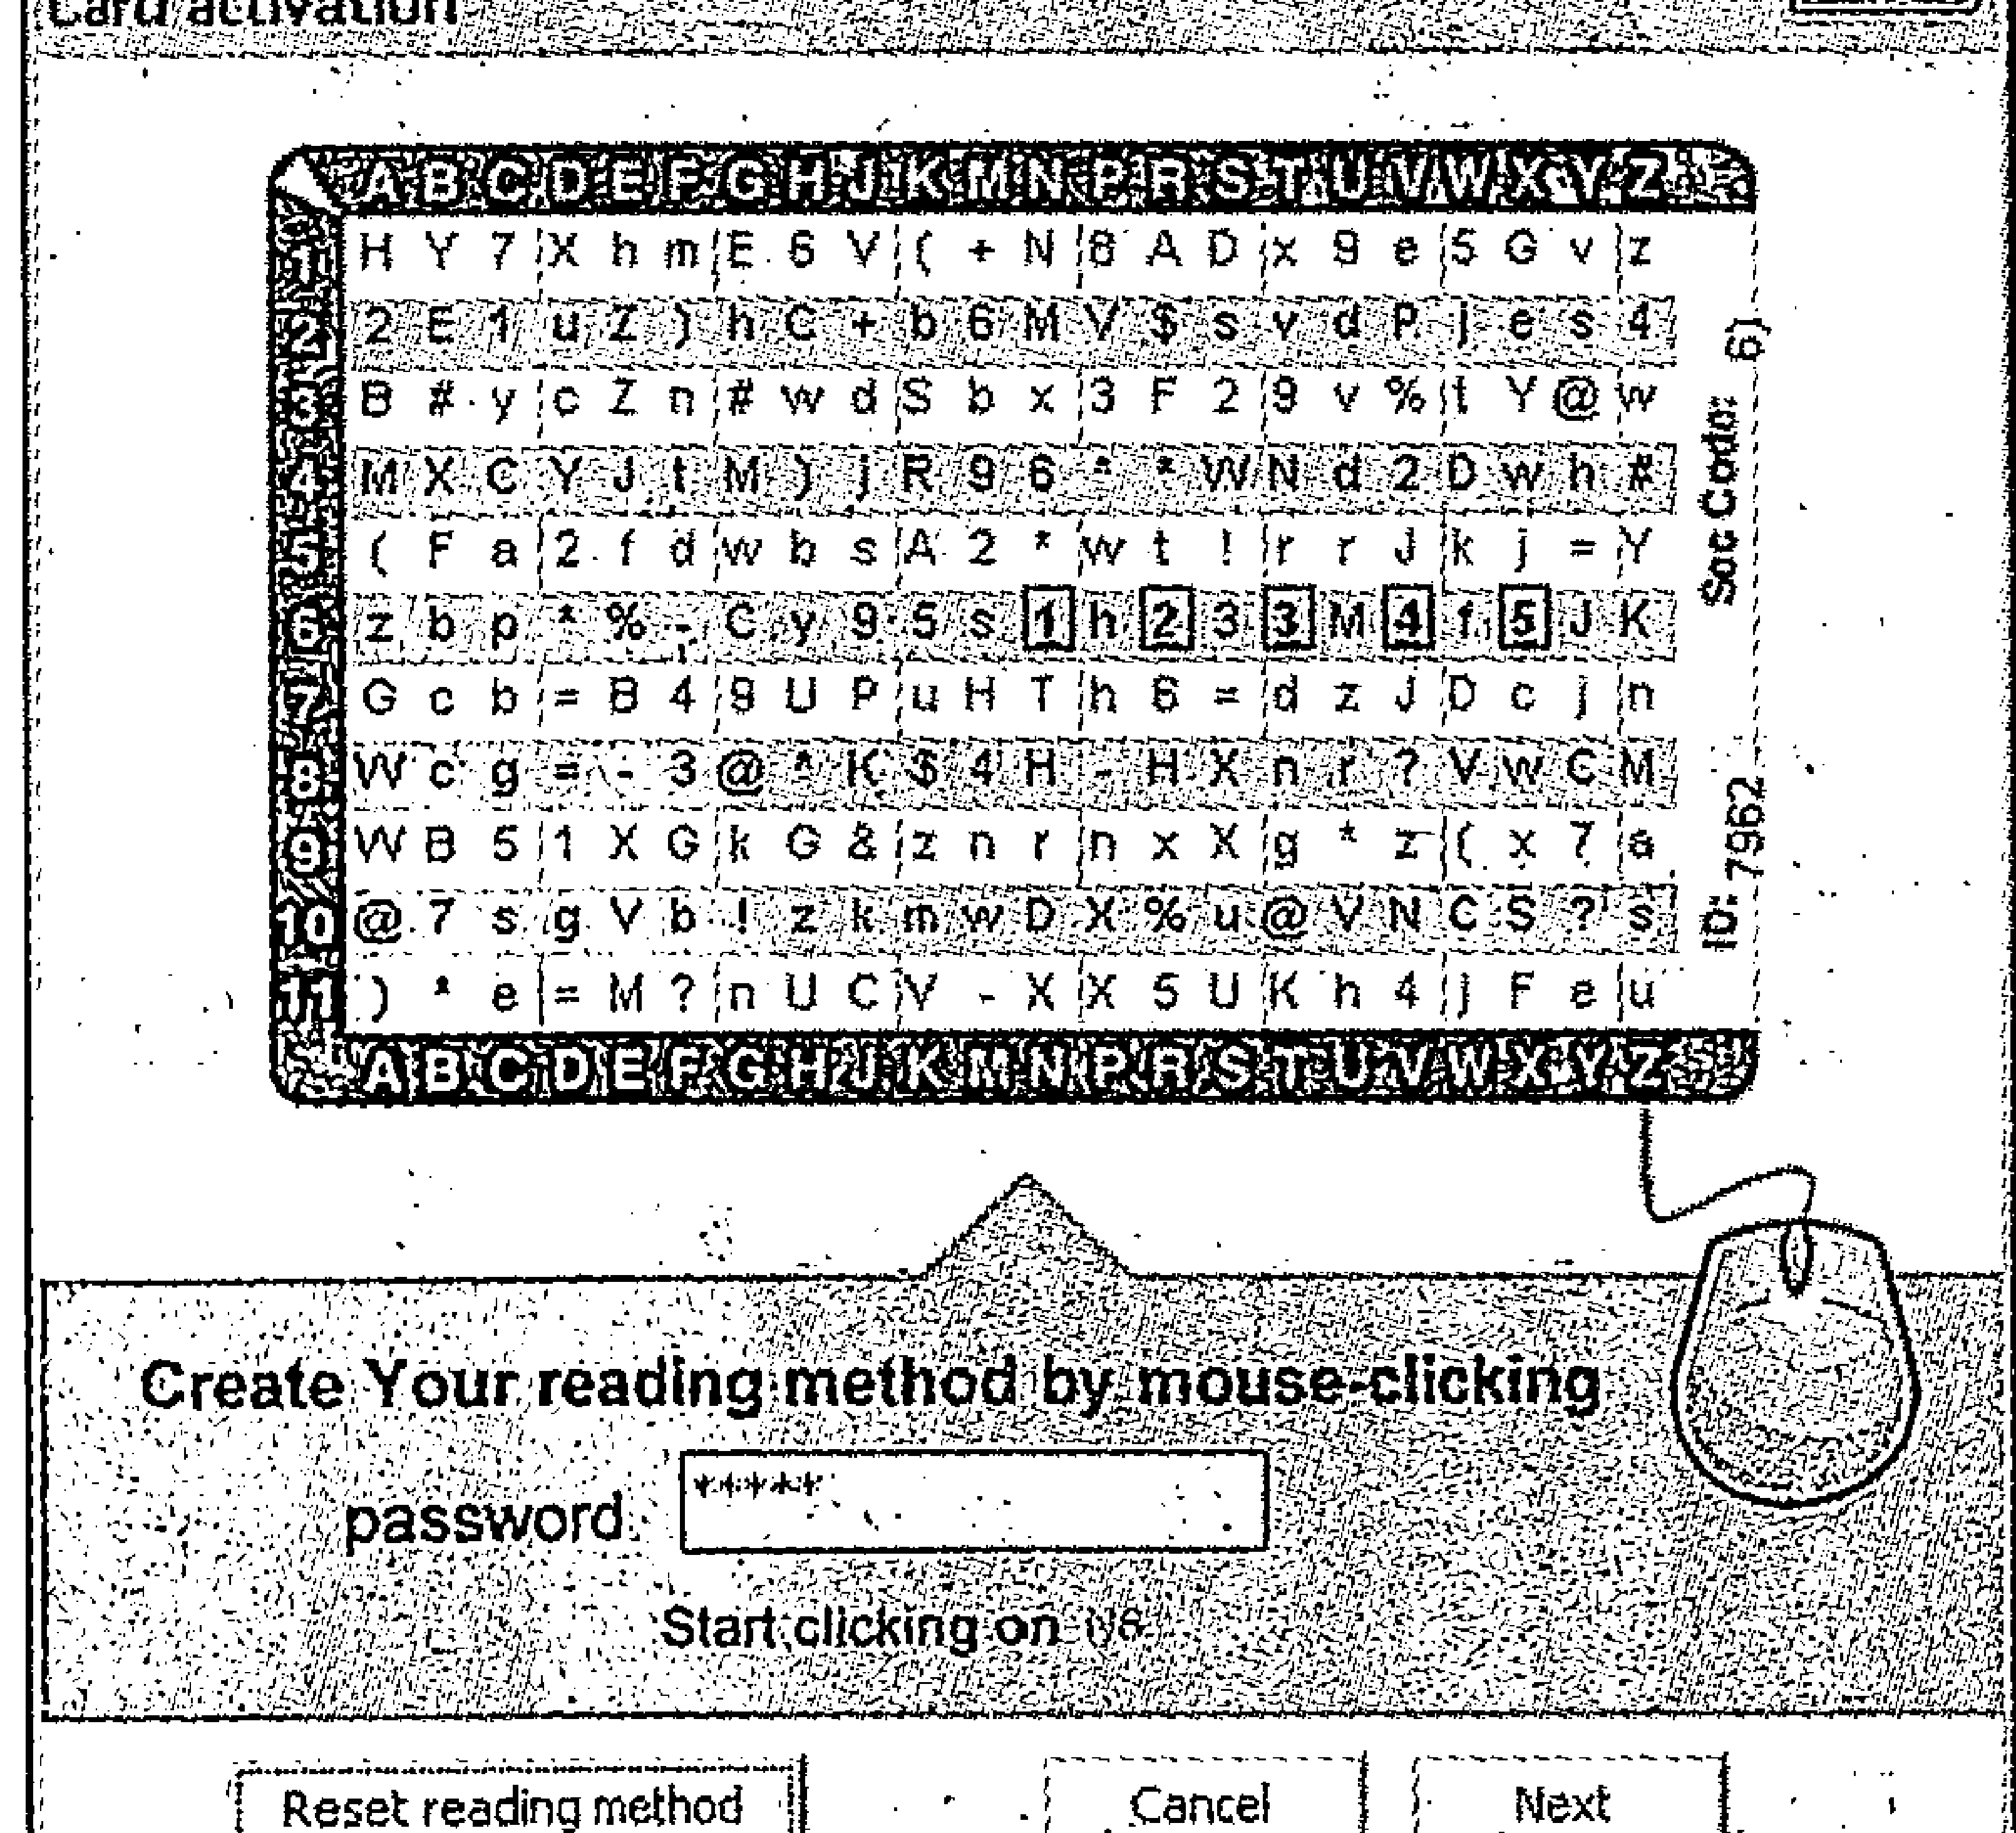 Card activation
A B C D E F G H J K M N P R S T U V W X Y Z
1 H Y 7 X h m E 6 V ( + N 8 A D x 9 e 5 G v z
2 2 E 1 u Z ) h C + b 6 M V $ s v d P j e s 4
3 B # y c Z n # w d S b x 3 F 2 9 v % t Y @ w
4 M X C Y J t M ) j R 9 6 ^ * W N d 2 D w h #
5 ( F a 2 f d w b s A 2 * w t ! r r J k j = Y
6 z b p * % - C y 9 5 s 1 h 2 3 3 M 4 f 5 J K
7 G c b = B 4 9 U P u H T h 6 = d z J D c j n
8 W c g = - 3 @ ^ K $ 4 H - H X n r ? V w C M
9 W B 5 1 X G k G & z n r n x X g * z ( x 7 a
10 @ 7 s g V b ! z k m w D X % u @ V N C S ? s
11 ) * e = M ? n U C V - X X 5 U K h 4 j F e u
A B C D E F G H J K M N P R S T U V W X Y Z
ID: 7962 Sec Code: 6)
Create Your reading method by mouse-clicking
password *****
Start clicking on
Reset reading method Cancel Next